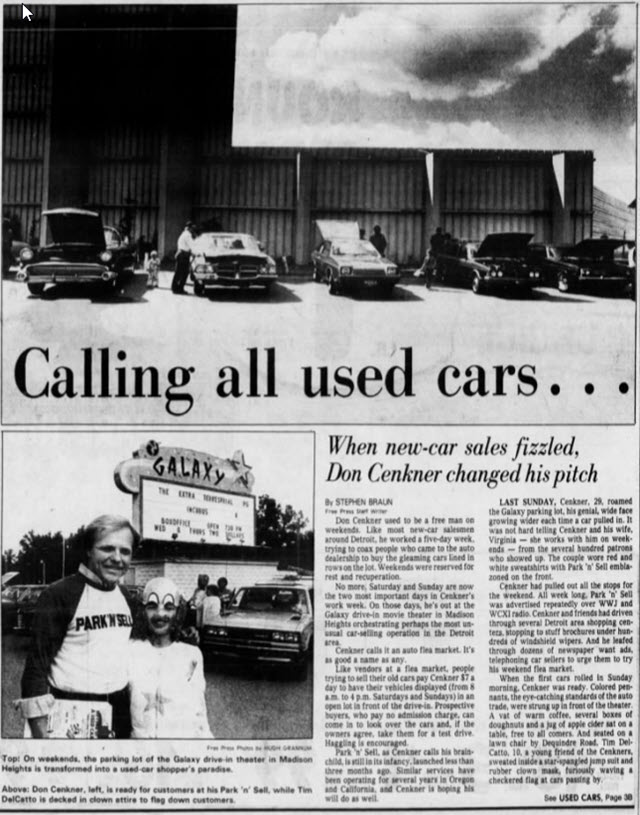 Calling all used cars...
GALAXY
THE EXTRA TERRESTRIAL PG
INCUBUS R
BOXOFFICE OPEN 7:30 PM
WED & THURS TWO DOLLARS
PARK 'N SELL
Free Press Photos by HUGH GRANNUM
Top: On weekends, the parking lot of the Galaxy drive-in theater in Madison
Heights is transformed into a used-car shopper's paradise.
Above: Don Cenkner, left, is ready for customers at his Park 'n' Sell, while Tim
DelCatto is decked in clown attire to flag down customers.
When new-car sales fizzled,
Don Cenkner changed his pitch
By STEPHEN BRAUN
Free Press Staff Writer
Don Cenkner used to be a free man on
weekends. Like most new-car salesmen
around Detroit, he worked a five-day week,
trying to coax people who came to the auto
dealership to buy the gleaming cars lined in
rows on the lot. Weekends were reserved for
rest and recuperation.
No more, Saturday and Sunday are now
the two most important days in Cenkner's
work week. On those days, he's out at the
Galaxy drive-in movie theater in Madison
Heights orchestrating perhaps the most un-
usual car-selling operation in the Detroit
area.
Cenkner calls it an auto flea market. It's
as good a name as any.
Like vendors at a flea market, people
trying to sell their old cars pay Cenkner $7 a
day to have their vehicles displayed (from 8
a.m. to 4 p.m. Saturdays and Sundays) in an
open lot in front of the drive-in. Prospective
buyers, who pay no admission charge, can
come in to look over the cars and, if the
owners agree, take them for a test drive.
Haggling is encouraged.
Park 'n' Sell, as Cenkner calls his brain-
child, is still in its infancy, launched less than
three months ago. Similar services have
been operating for several years in Oregon
and California, and Cenkner is hoping his
will do as well.
LAST SUNDAY, Cenkner, 29, roamed
the Galaxy parking lot, his genial, wide face
growing wider each time a car pulled in. It
was not hard telling Cenkner and his wife,
Virginia — she works with him on week-
ends — from the several hundred patrons
who showed up. The couple wore red and
white sweatshirts with Park 'n' Sell embla-
zoned on the front.
Cenkner had pulled out all the stops for
the weekend. All week long, Park 'n' Sell
was advertised repeatedly over WWJ and
WCXI radio. Cenkner and friends had driven
through several Detroit area shopping cen-
ters, stopping to stuff brochures under hun-
dreds of windshield wipers. And he leafed
through dozens of newspaper want ads,
telephoning car sellers to urge them to try
his weekend flea market.
When the first cars rolled in Sunday
morning, Cenkner was ready. Colored pen-
nants, the eye-catching standards of the auto
trade, were strung up in front of the theater.
A vat of warm coffee, several boxes of
doughnuts and a jug of apple cider sat on a
table, free to all comers. And seated on a
lawn chair by Dequindre Road, Tim Del-
Catto, 10, a young friend of the Cenkners,
sweated inside a star-spangled jump suit and
rubber clown mask, furiously waving a
checkered flag at cars passing by.
See USED CARS, Page 3B